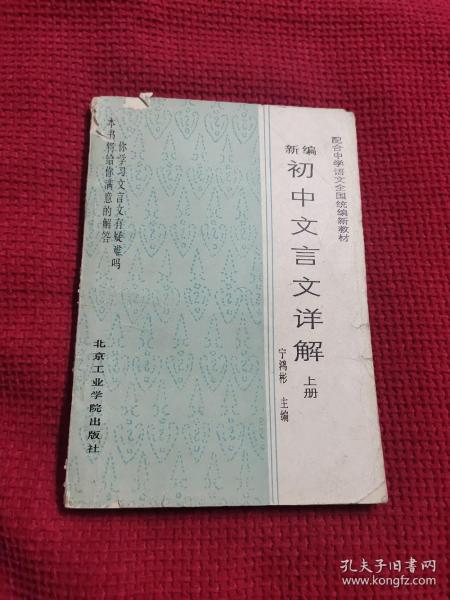 配合中学语文全国统编新教材
新编
初中文言文详解
上册
宁鸿彬 主编
你学习文言文有疑难吗
本书将给你满意的解答
北京工业学院出版社
孔夫子旧书网
www.kongfz.com